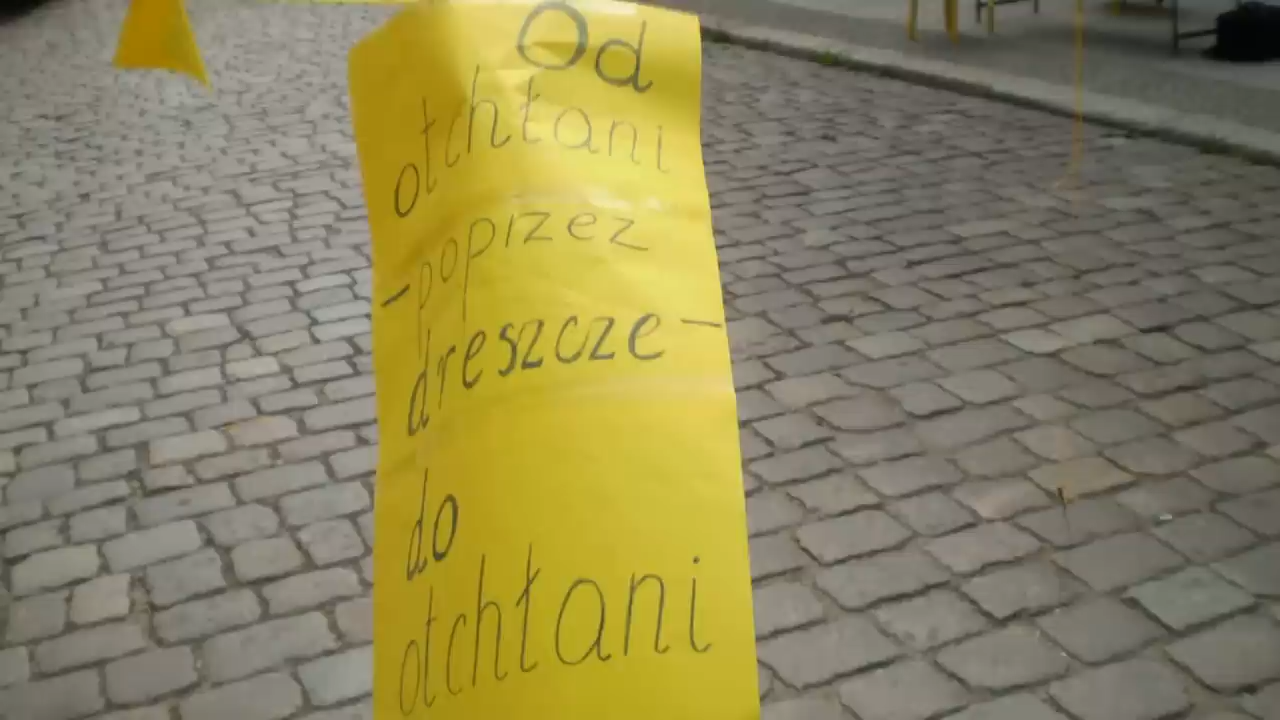 Od
otchłani
-poprzez
dreszcze-
do
otchłani